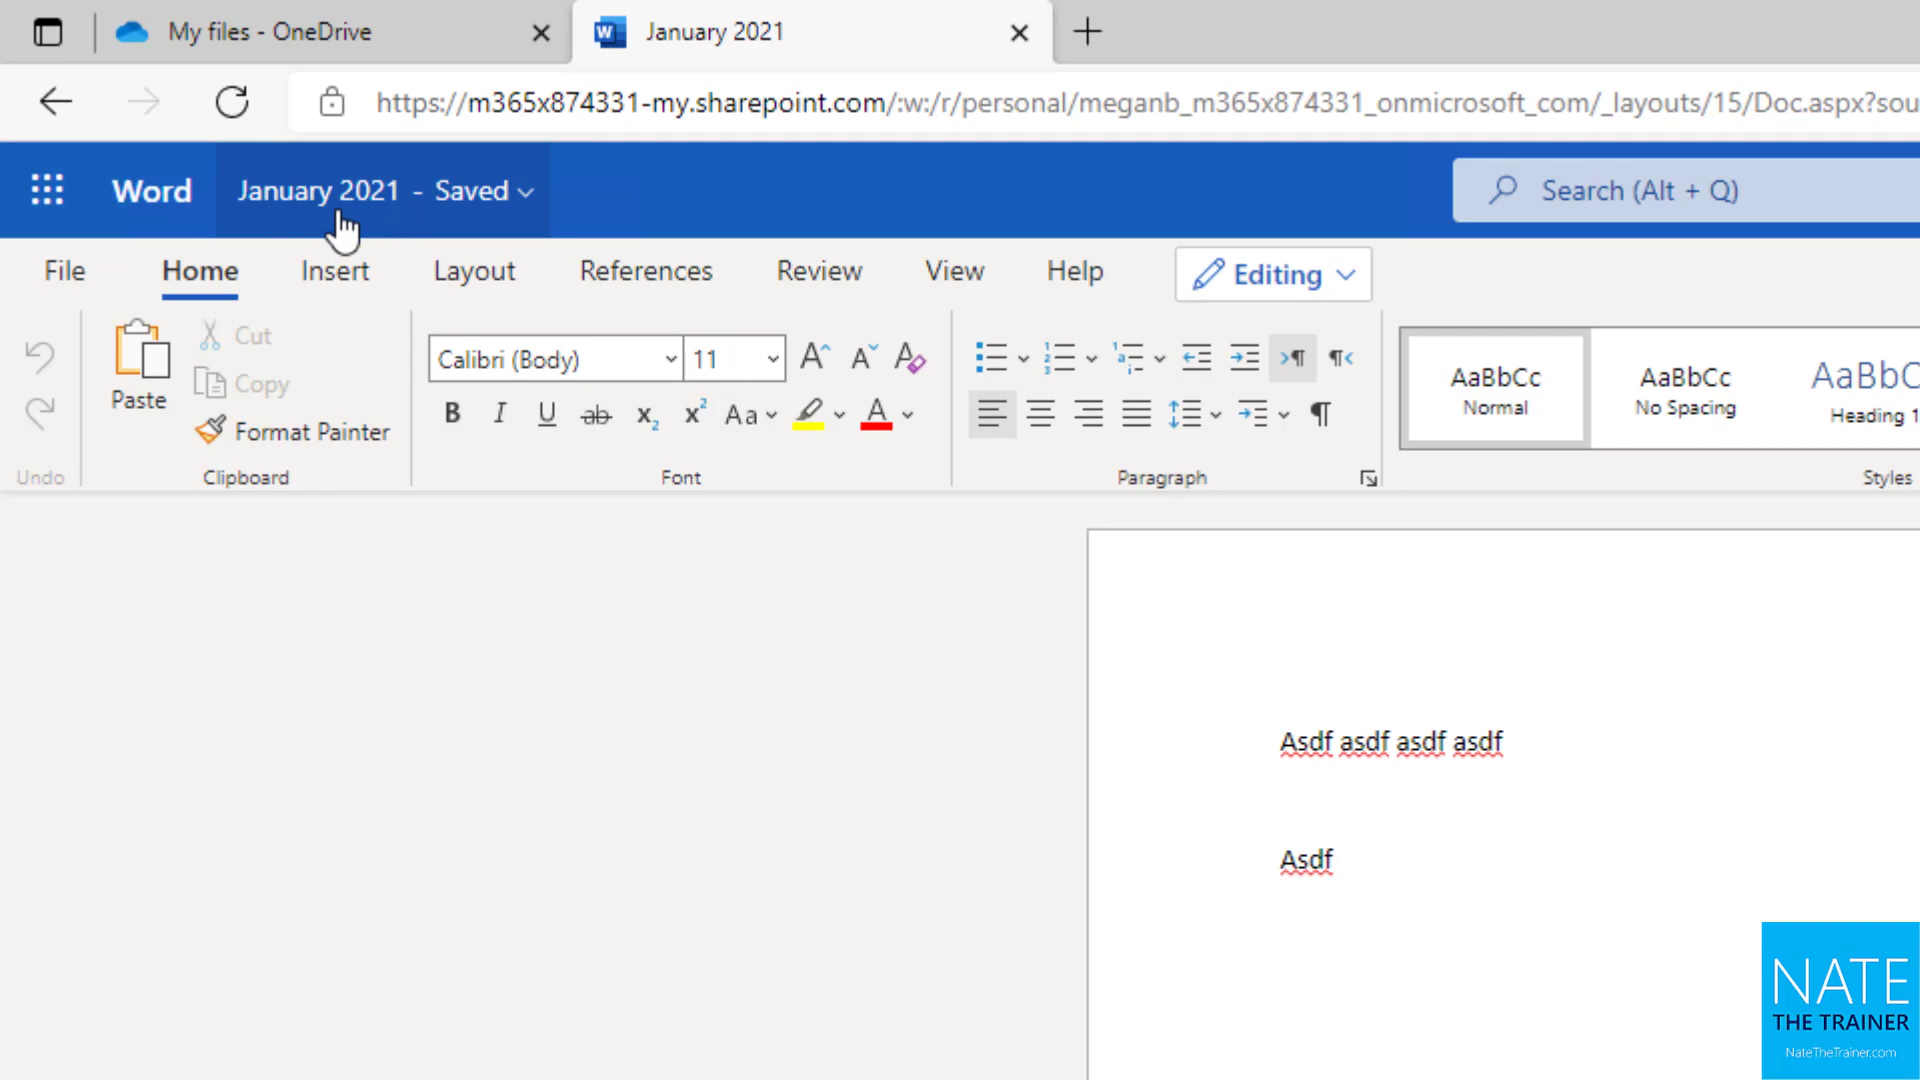 My files - OneDrive
W January 2021
https://m365x874331-my.sharepoint.com/:w:/r/personal/meganb_m365x874331_onmicrosoft_com/_layouts/15/Doc.aspx?sou
Word January 2021 - Saved
Search (Alt + Q)
File Home Insert Layout References Review View Help Editing
Paste
Cut
Copy
Format Painter
Undo
Clipboard
Calibri (Body) 11
Font
Paragraph
AaBbCc
Normal
AaBbCc
No Spacing
AaBbC
Heading 1
Styles
Asdf asdf asdf asdf
Asdf
NATE
THE TRAINER
NateTheTrainer.com